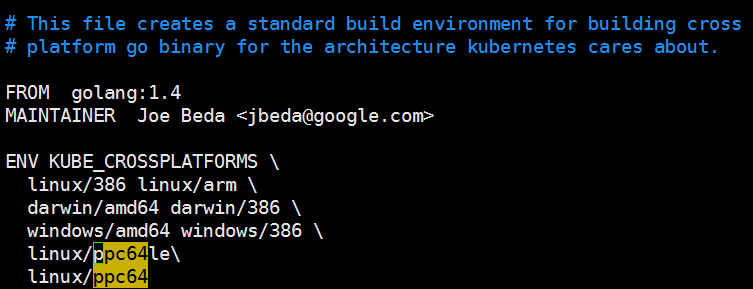 # This file creates a standard build environment for building cross
# platform go binary for the architecture kubernetes cares about.
FROM  golang:1.4
MAINTAINER  Joe Beda <jbeda@google.com>
ENV KUBE_CROSSPLATFORMS \
  linux/386 linux/arm \
  darwin/amd64 darwin/386 \
  windows/amd64 windows/386 \
  linux/ppc64le\
  linux/ppc64